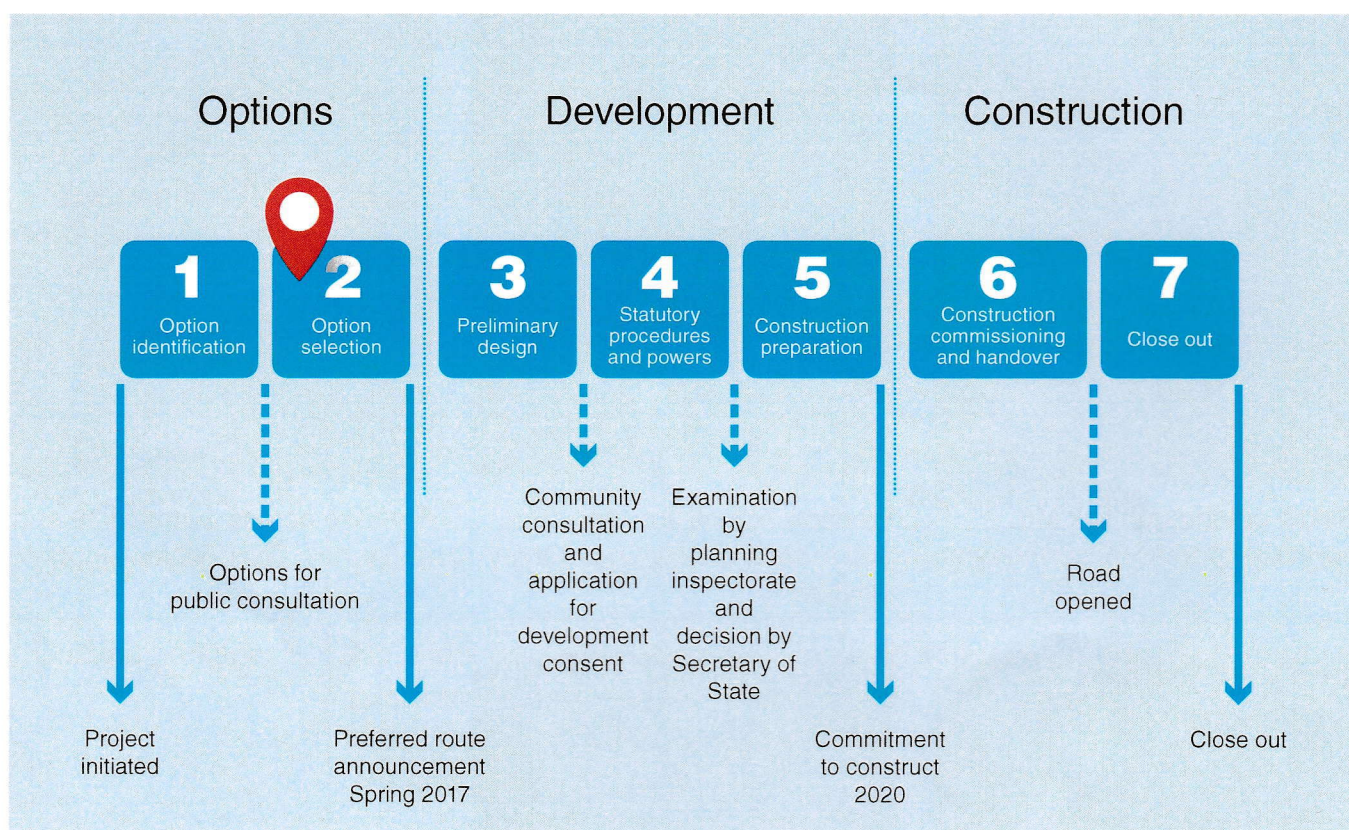 Options
Development
Construction
1
Option
identification
2
Option
selection
3
Preliminary
design
4
Statutory
procedures
and powers
5
Construction
preparation
6
Construction
commissioning
and handover
7
Close out
Project
initiated
Options for
public consultation
Preferred route
announcement
Spring 2017
Community
consultation
and
application
for
development
consent
Examination
by
planning
inspectorate
and
decision by
Secretary of
State
Commitment
to construct
2020
Road
opened
Close out